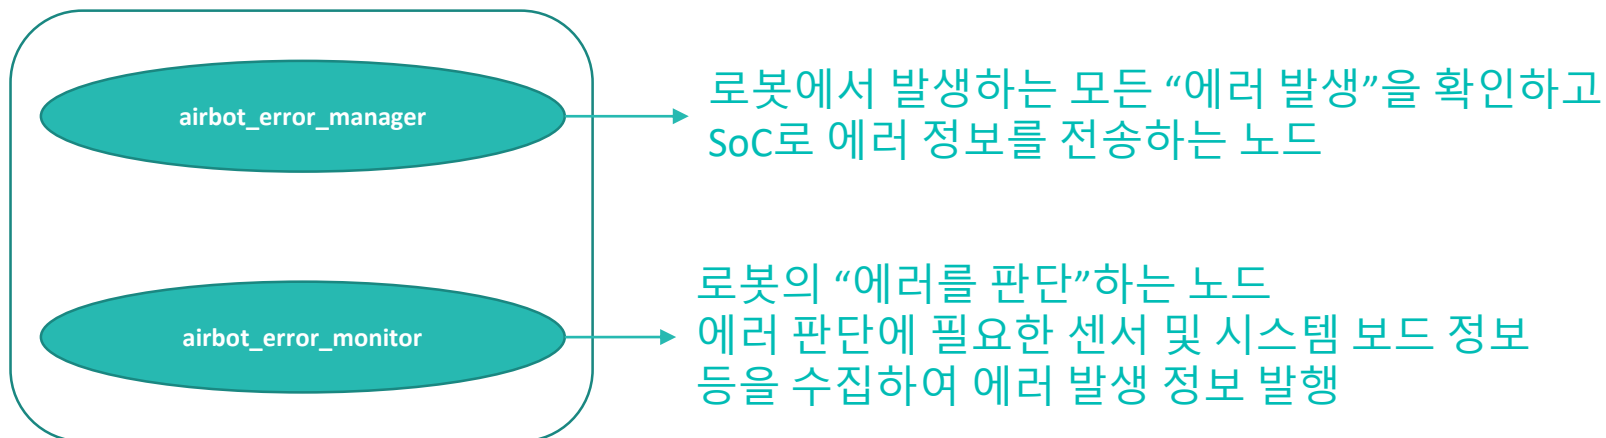 airbot_error_manager
로봇에서 발생하는 모든 “에러 발생”을 확인하고
SoC로 에러 정보를 전송하는 노드
airbot_error_monitor
로봇의 “에러를 판단”하는 노드
에러 판단에 필요한 센서 및 시스템 보드 정보
등을 수집하여 에러 발생 정보 발행